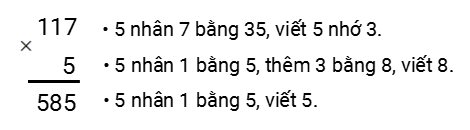 117 • 5 nhân 7 bằng 35, viết 5 nhớ 3.
×
5 • 5 nhân 1 bằng 5, thêm 3 bằng 8, viết 8.
585 • 5 nhân 1 bằng 5, viết 5.